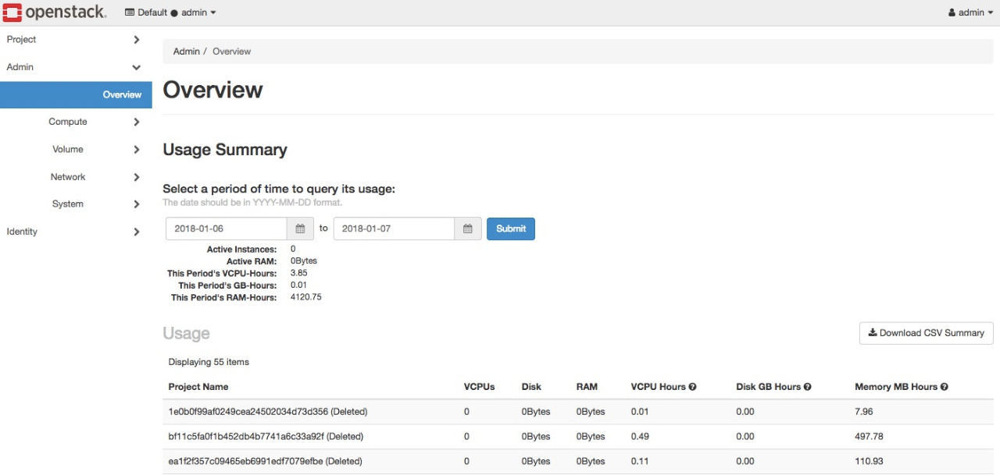 openstack. Default ● admin admin
Project
Admin
Overview
Compute
Volume
Network
System
Identity
Admin / Overview
Overview
Usage Summary
Select a period of time to query its usage:
The date should be in YYYY-MM-DD format.
2018-01-06 to 2018-01-07 Submit
Active Instances: 0
Active RAM: 0Bytes
This Period's VCPU-Hours: 3.85
This Period's GB-Hours: 0.01
This Period's RAM-Hours: 4120.75
Usage Download CSV Summary
Displaying 55 items
Project Name VCPUs Disk RAM VCPU Hours Disk GB Hours Memory MB Hours
1e0b0f99af0249cea24502034d73d356 (Deleted) 0 0Bytes 0Bytes 0.01 0.00 7.96
bf11c5fa0f1b452db4b7741a6c33a92f (Deleted) 0 0Bytes 0Bytes 0.49 0.00 497.78
ea1f2f357c09465eb6991edf7079efbe (Deleted) 0 0Bytes 0Bytes 0.11 0.00 110.93